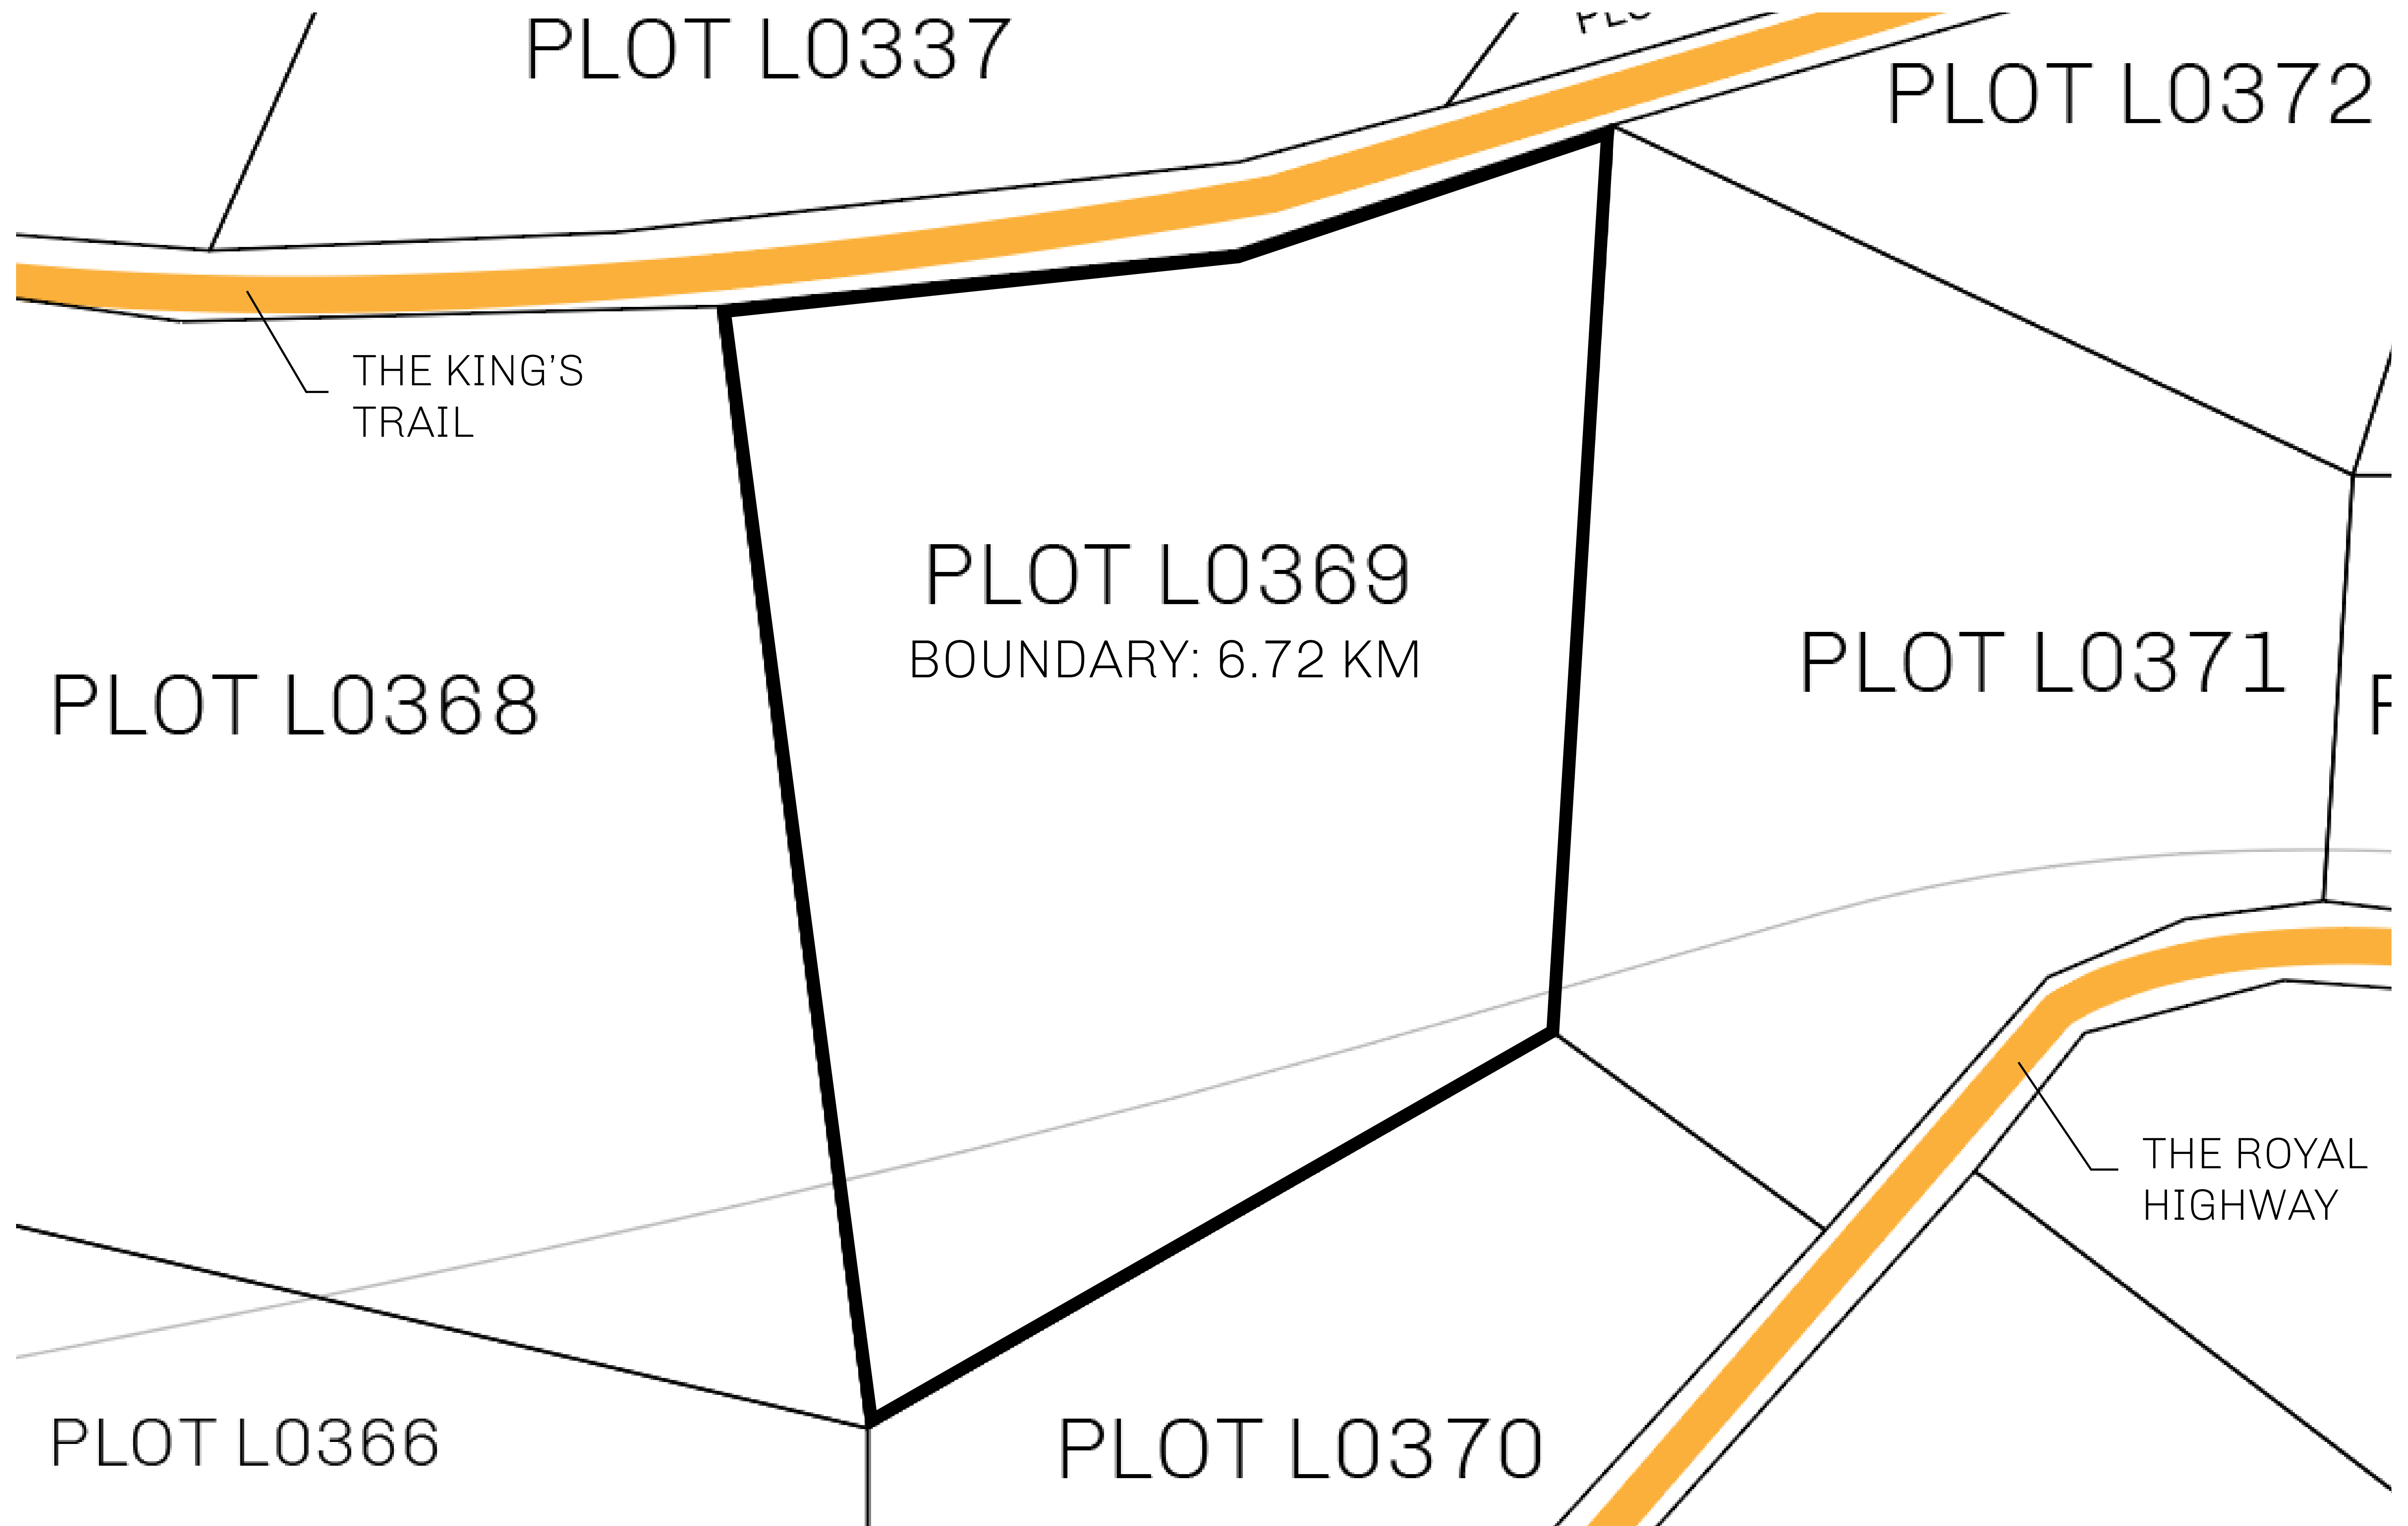 PLOT L0337
PLOT L0372
THE KING’S
TRAIL
PLOT L0369
BOUNDARY: 6.72 KM
PLOT L0371
PLOT L0368
THE ROYAL
HIGHWAY
PLOT L0366
PLOT L0370